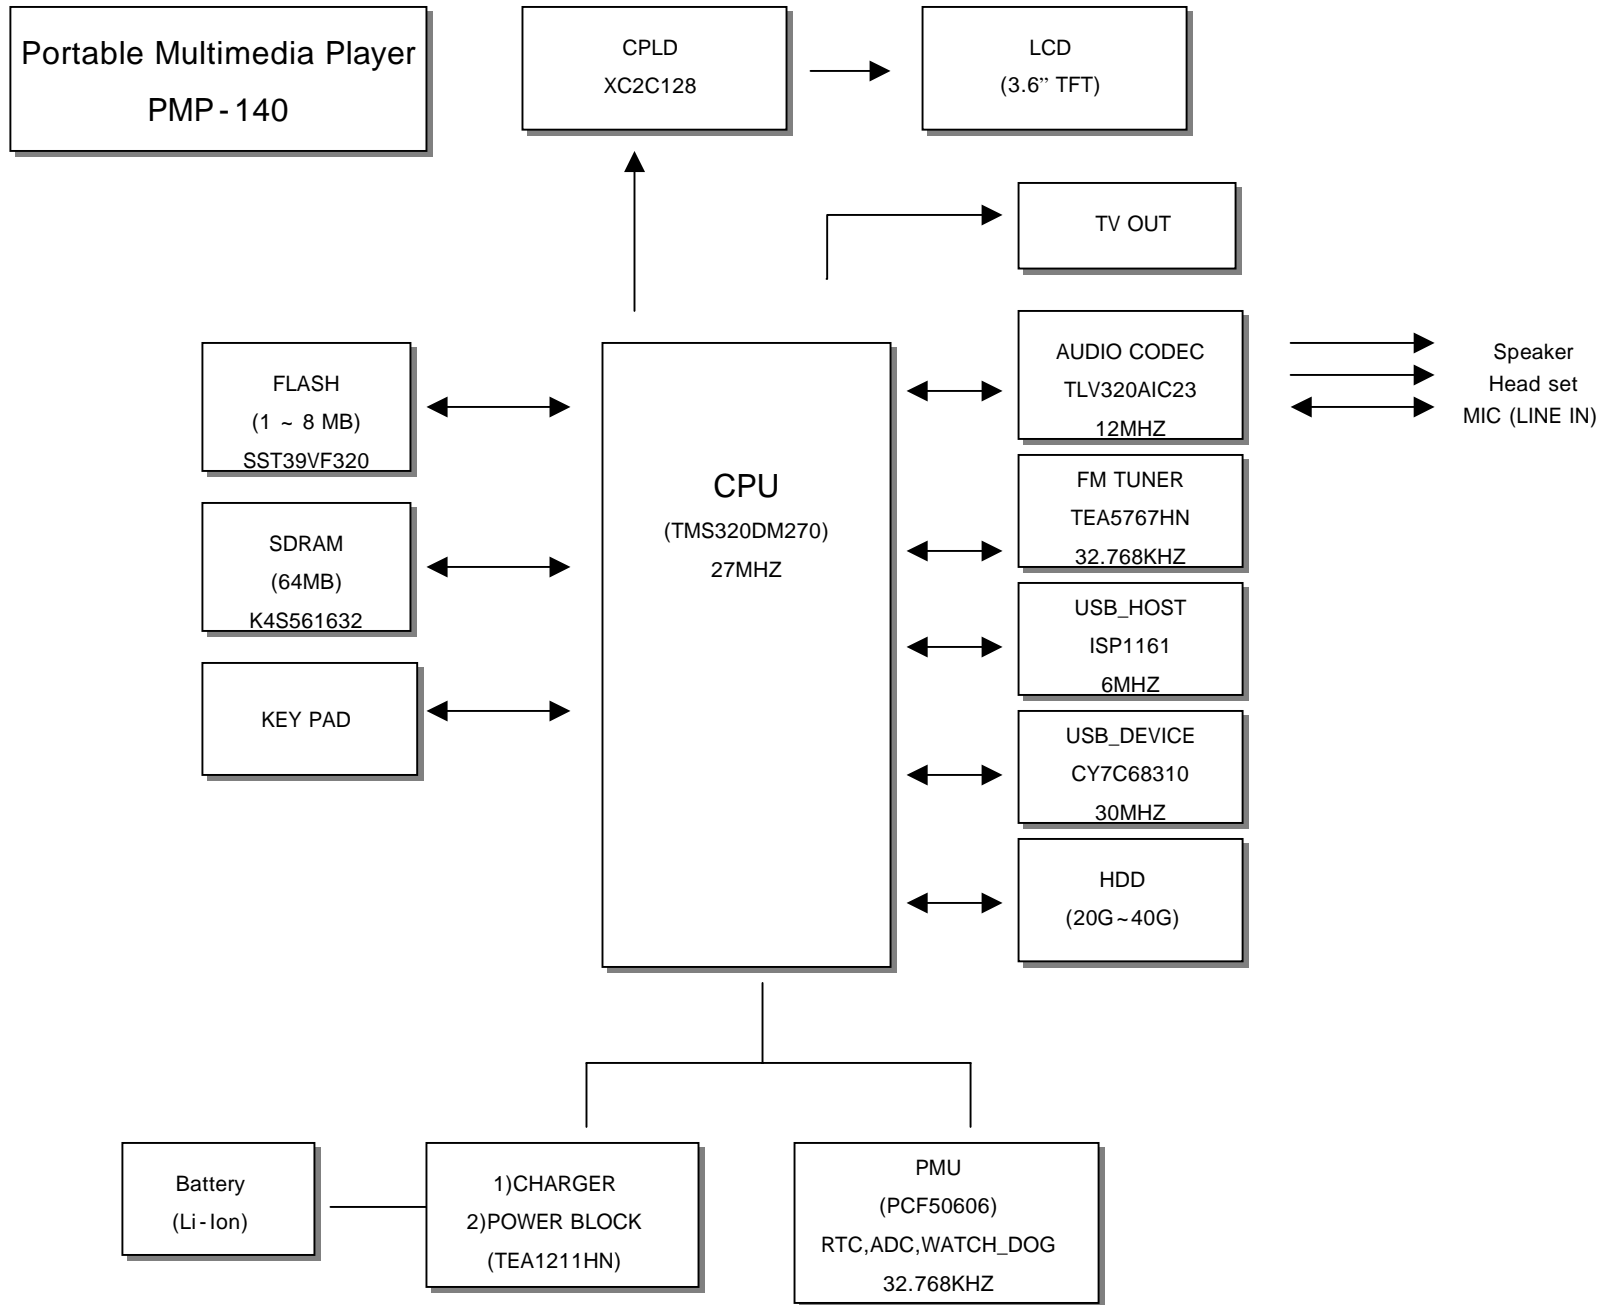 Portable Multimedia Player
PMP-140
CPLD
XC2C128
LCD
(3.6” TFT)
TV OUT
AUDIO CODEC
TLV320AIC23
12MHZ
Speaker
Head set
MIC (LINE IN)
FLASH
(1 ~ 8 MB)
SST39VF320
CPU
(TMS320DM270)
27MHZ
FM TUNER
TEA5767HN
32.768KHZ
SDRAM
(64MB)
K4S561632
USB_HOST
ISP1161
6MHZ
KEY PAD
USB_DEVICE
CY7C68310
30MHZ
HDD
(20G~40G)
Battery
(Li-Ion)
1)CHARGER
2)POWER BLOCK
(TEA1211HN)
PMU
(PCF50606)
RTC,ADC,WATCH_DOG
32.768KHZ